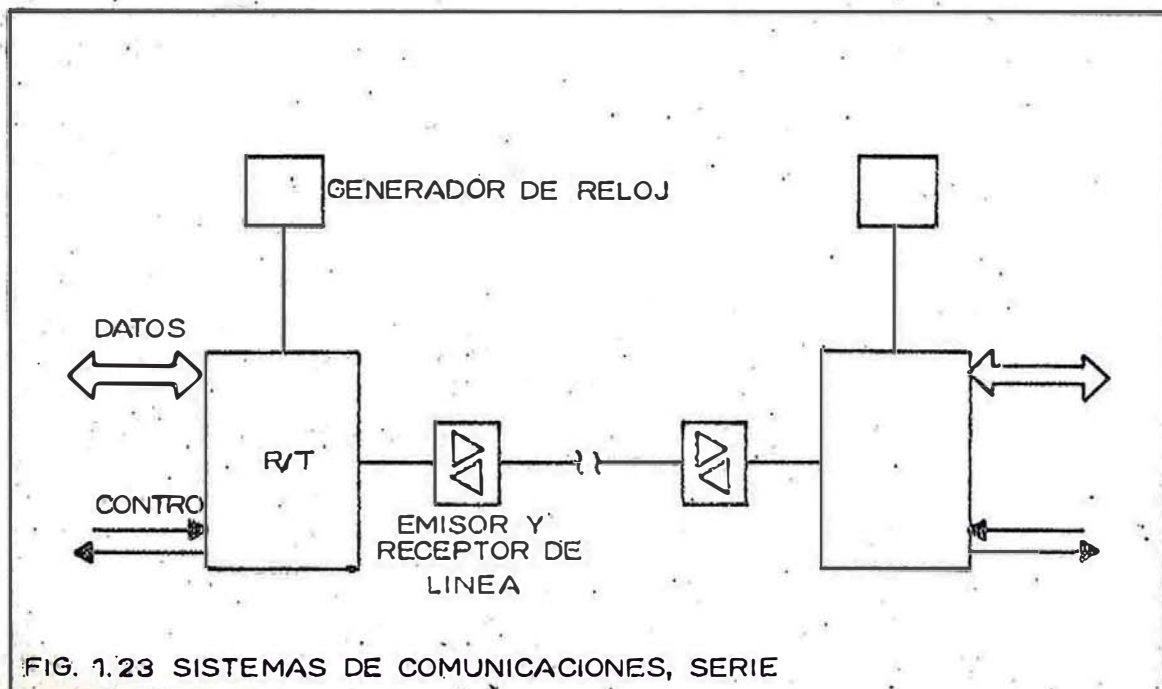 GENERADOR DE RELOJ
DATOS
R/T
CONTRO
EMISOR Y
RECEPTOR DE
LINEA
FIG. 1.23 SISTEMAS DE COMUNICACIONES, SERIE